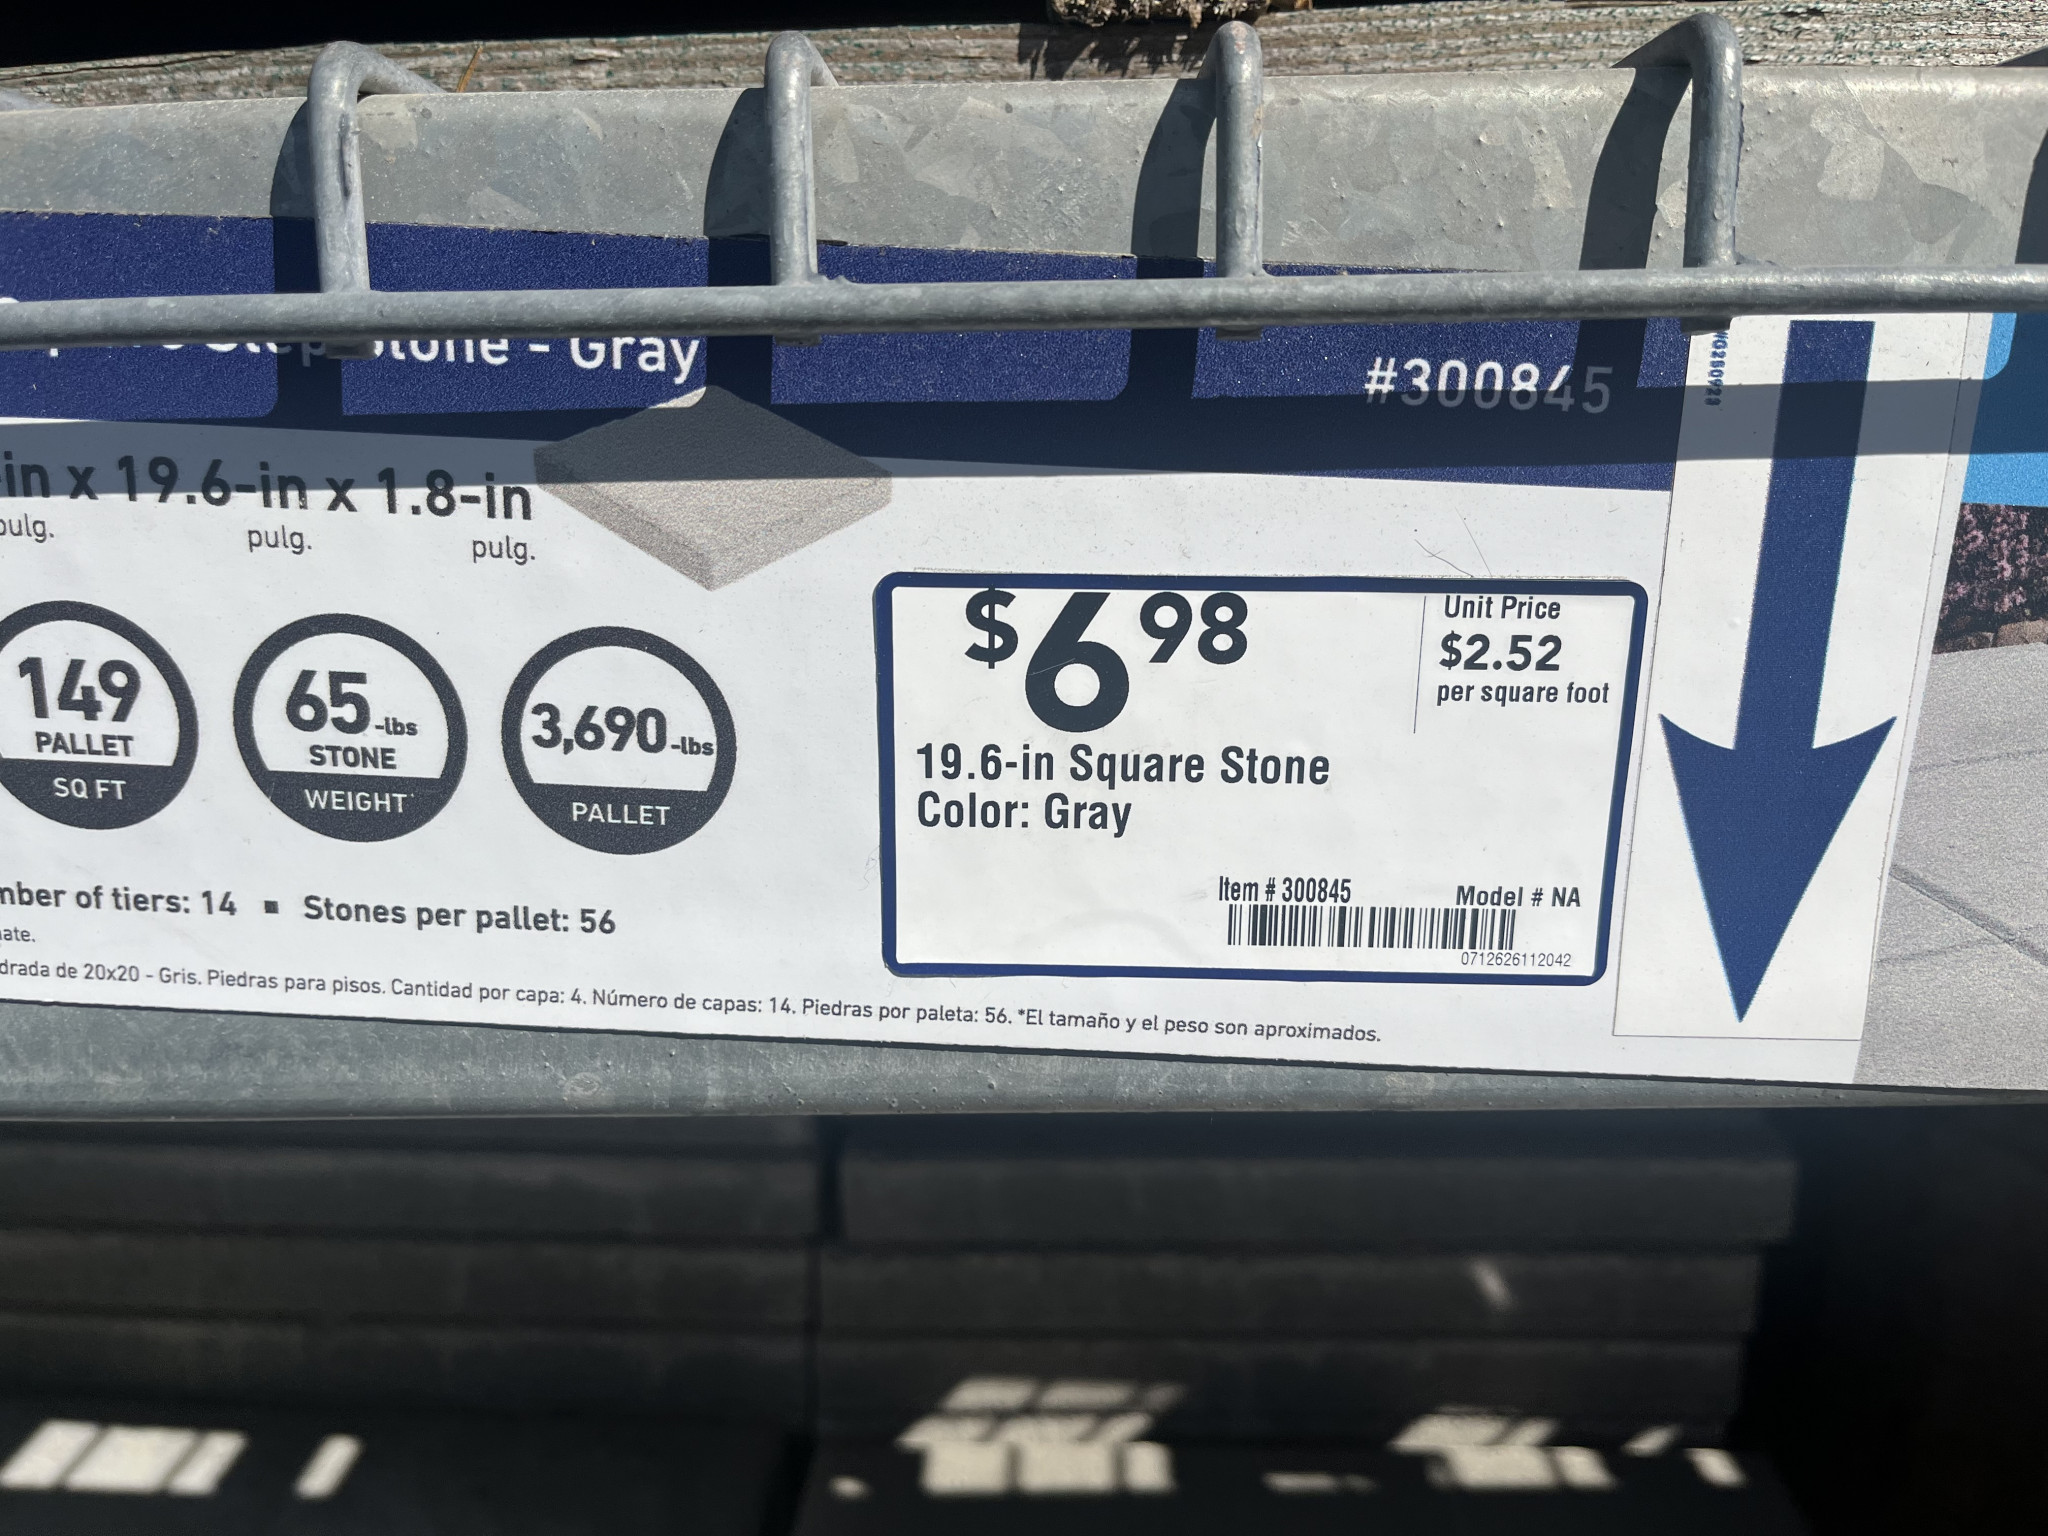 Stone - Gray
#300845
-in x 19.6-in x 1.8-in
pulg. pulg. pulg.
149
PALLET
SQ FT
65-lbs
STONE
WEIGHT*
3,690-lbs
PALLET
$6 98
Unit Price
$2.52
per square foot
19.6-in Square Stone
Color: Gray
Item # 300845
Model # NA
0712626112042
of tiers: 14 ▪ Stones per pallet: 56
de 20x20 - Gris. Piedras para pisos. Cantidad por capa: 4. Número de capas: 14. Piedras por paleta: 56. *El tamaño y el peso son aproximados.